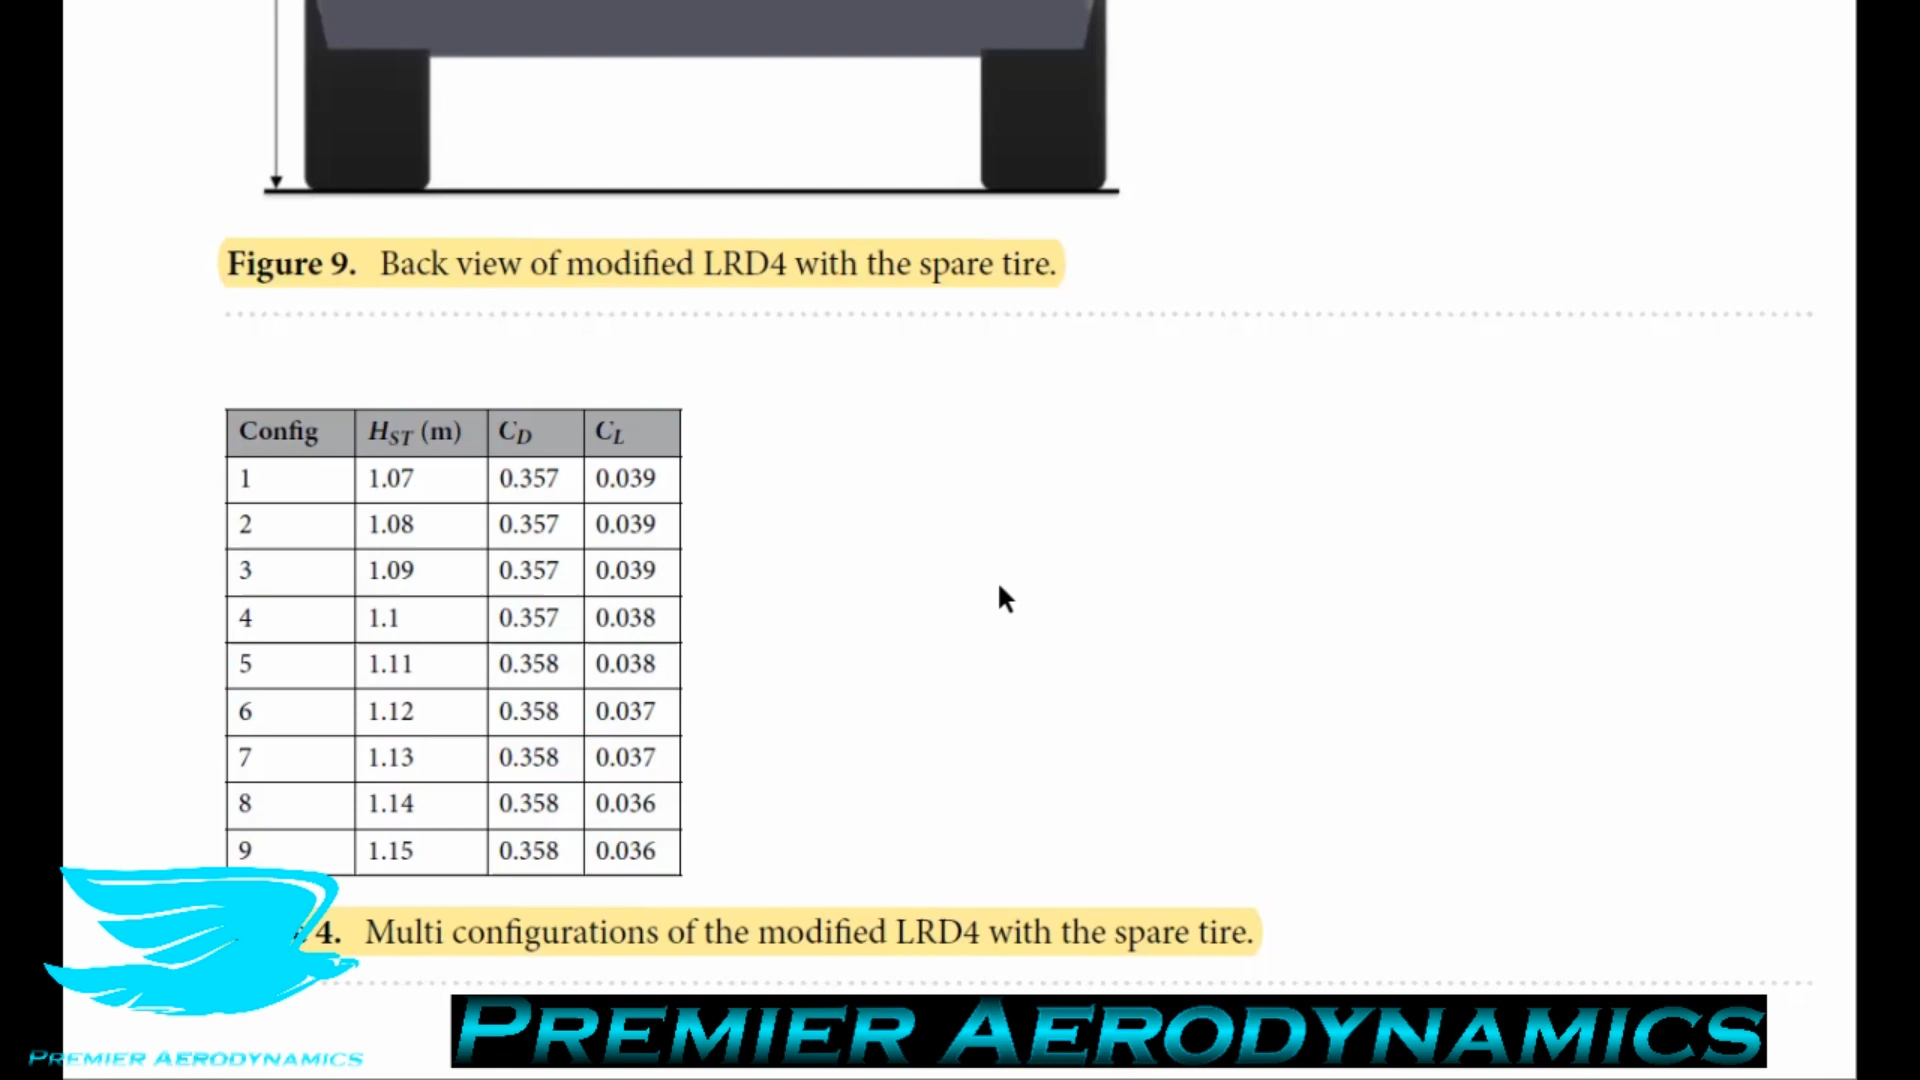 Figure 9. Back view of modified LRD4 with the spare tire.
Config H_ST (m) C_D C_L
1 1.07 0.357 0.039
2 1.08 0.357 0.039
3 1.09 0.357 0.039
4 1.1 0.357 0.038
5 1.11 0.358 0.038
6 1.12 0.358 0.037
7 1.13 0.358 0.037
8 1.14 0.358 0.036
9 1.15 0.358 0.036
4. Multi configurations of the modified LRD4 with the spare tire.
PREMIER AERODYNAMICS
PREMIER AERODYNAMICS